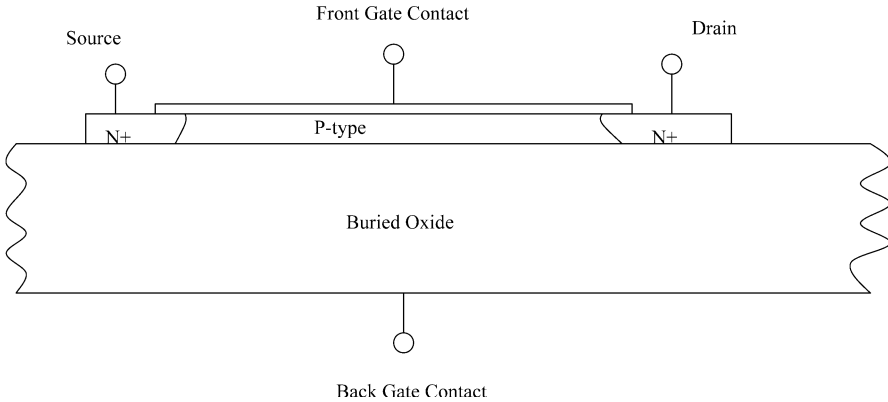 Front Gate Contact
Source
Drain
P-type
N+
N+
Buried Oxide
Back Gate Contact